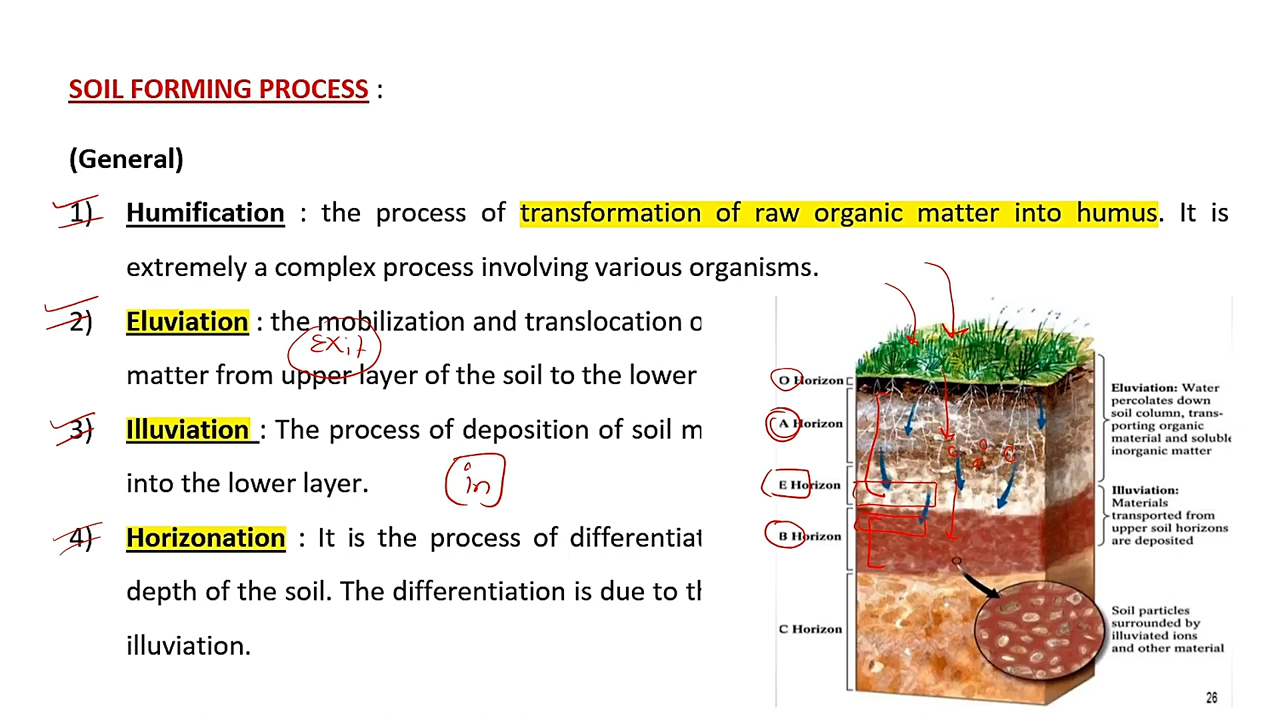 SOIL FORMING PROCESS :
(General)
1) Humification : the process of transformation of raw organic matter into humus. It is
extremely a complex process involving various organisms.
2) Eluviation : the mobilization and translocation o
Exit
matter from upper layer of the soil to the lower
3) Illuviation : The process of deposition of soil m
into the lower layer.
in
4) Horizonation : It is the process of differentiat
depth of the soil. The differentiation is due to th
illuviation.
O Horizon
A Horizon
E Horizon
B Horizon
C Horizon
Eluviation: Water
percolates down
soil column, trans-
porting organic
material and soluble
inorganic matter
Illuviation:
Materials
transported from
upper soil horizons
are deposited
Soil particles
surrounded by
illuviated ions
and other material
26